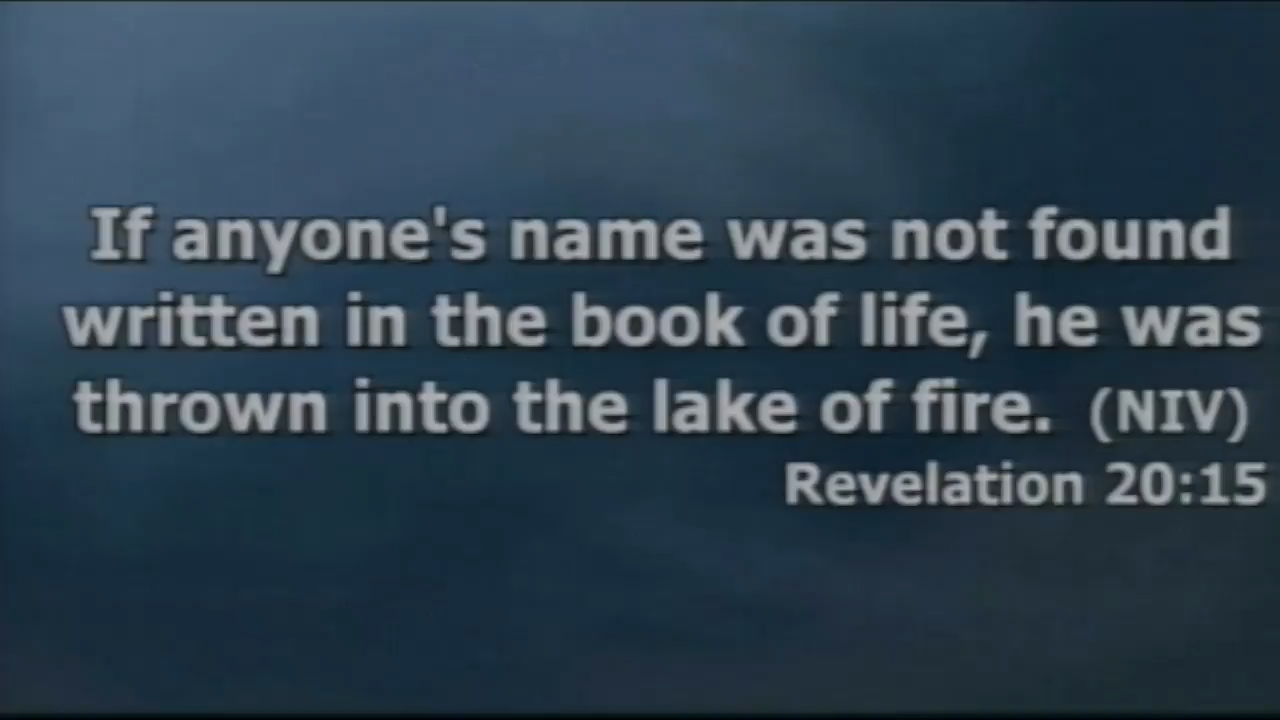 If anyone's name was not found
written in the book of life, he was
thrown into the lake of fire. (NIV)
Revelation 20:15